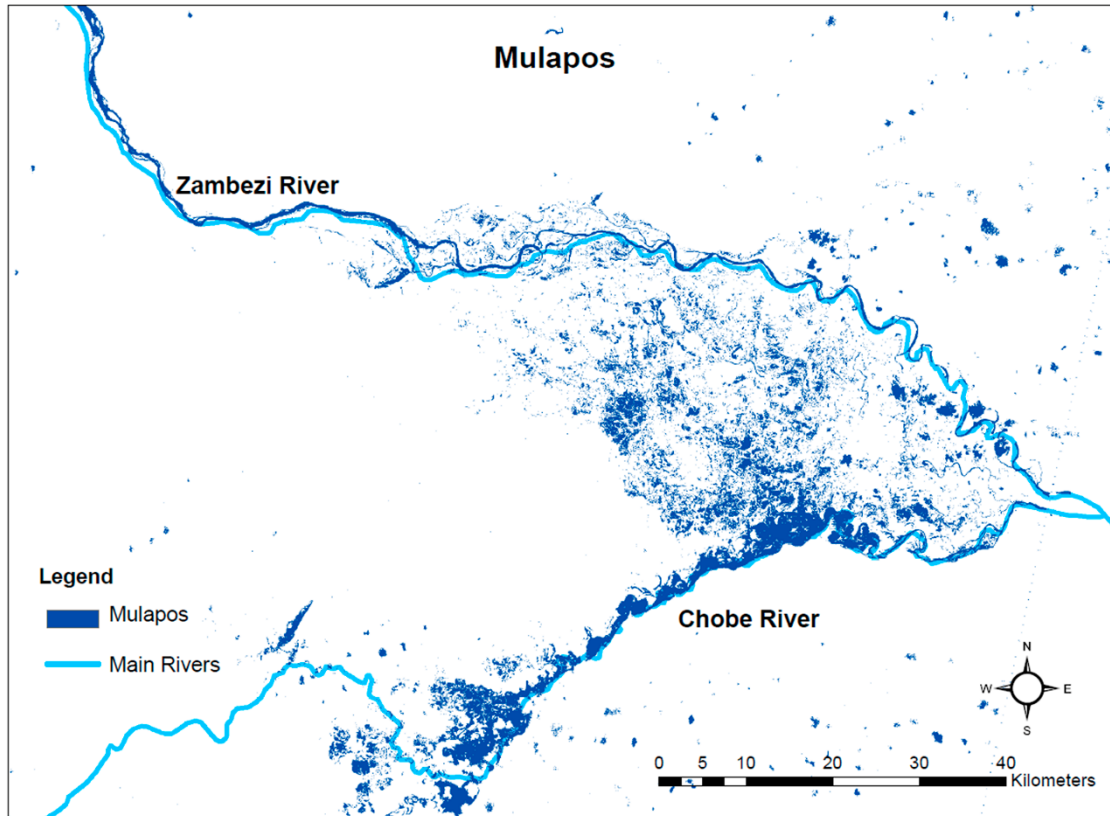 Mulapos
Zambezi River
Chobe River
Legend
Mulapos
Main Rivers
N
W E
S
0 5 10 20 30 40
Kilometers